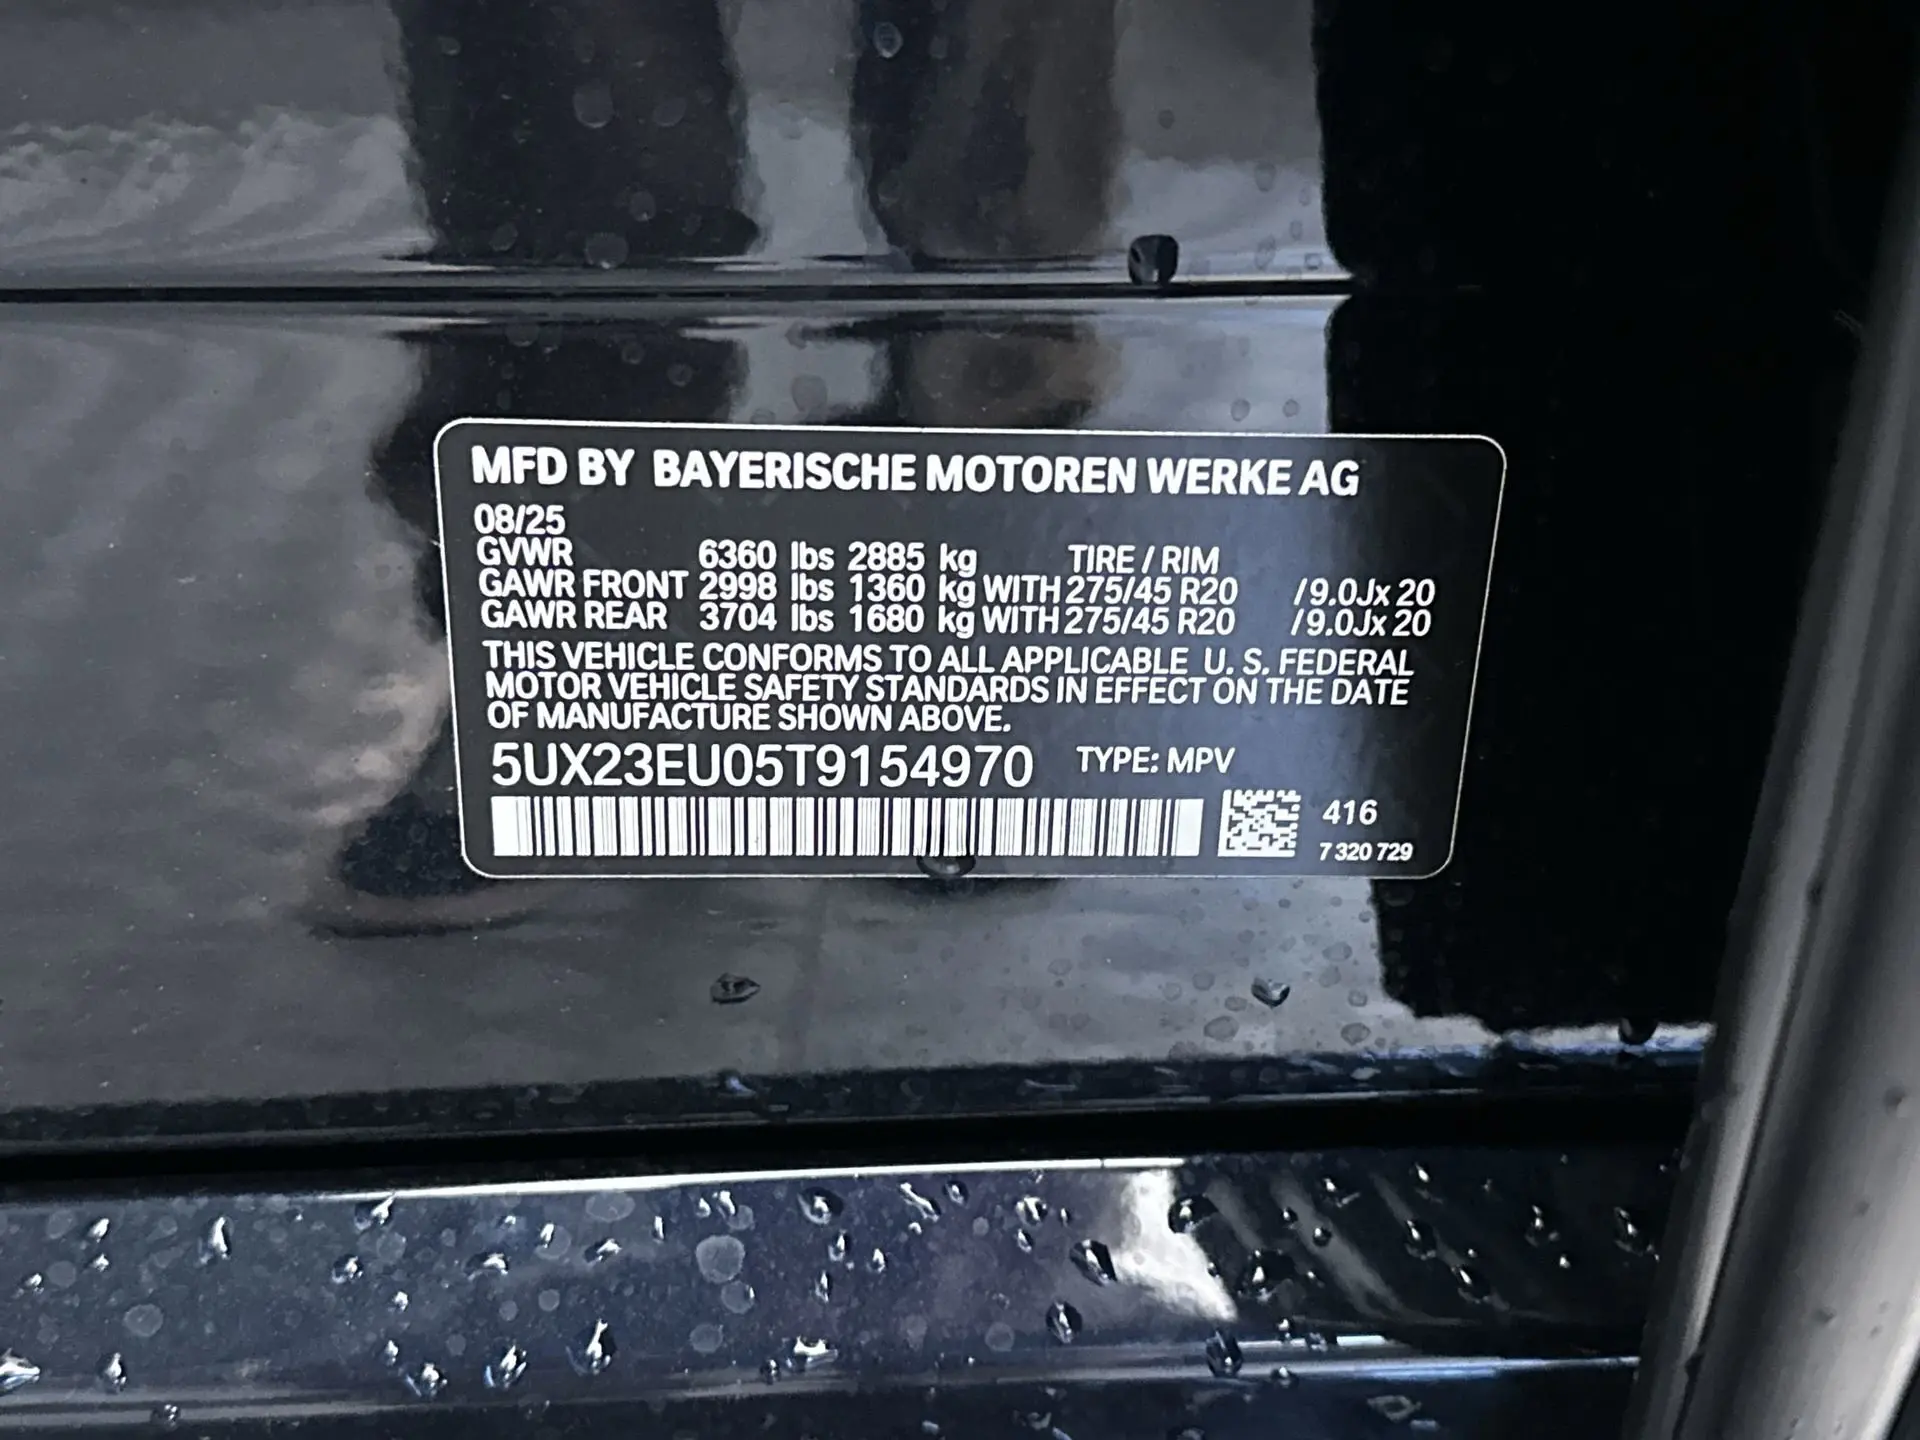 MFD BY BAYERISCHE MOTOREN WERKE AG
08/25
GVWR 6360 lbs 2885 kg TIRE / RIM
GAWR FRONT 2998 lbs 1360 kg WITH 275/45 R20 /9.0Jx 20
GAWR REAR 3704 lbs 1680 kg WITH 275/45 R20 /9.0Jx 20
THIS VEHICLE CONFORMS TO ALL APPLICABLE U. S. FEDERAL
MOTOR VEHICLE SAFETY STANDARDS IN EFFECT ON THE DATE
OF MANUFACTURE SHOWN ABOVE.
5UX23EU05T9154970 TYPE: MPV
416
7 320 729